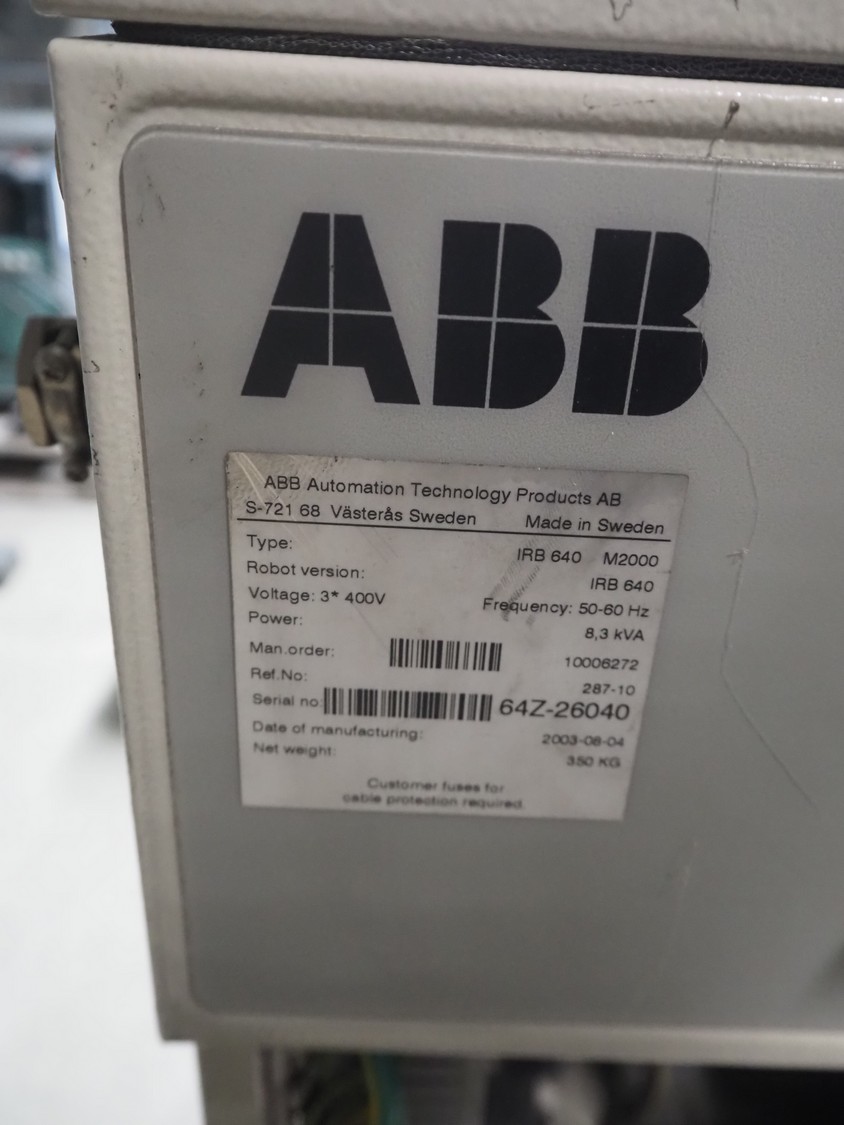 ABB
ABB Automation Technology Products AB
S-721 68 Västerås Sweden Made in Sweden
Type: IRB 640 M2000
Robot version: IRB 640
Voltage: 3* 400V Frequency: 50-60 Hz
Power: 8,3 kVA
Man.order: 10006272
Ref.No: 287-10
Serial no: 64Z-26040
Date of manufacturing: 2003-08-04
Net weight: 350 KG
Customer fuses for
cable protection required.